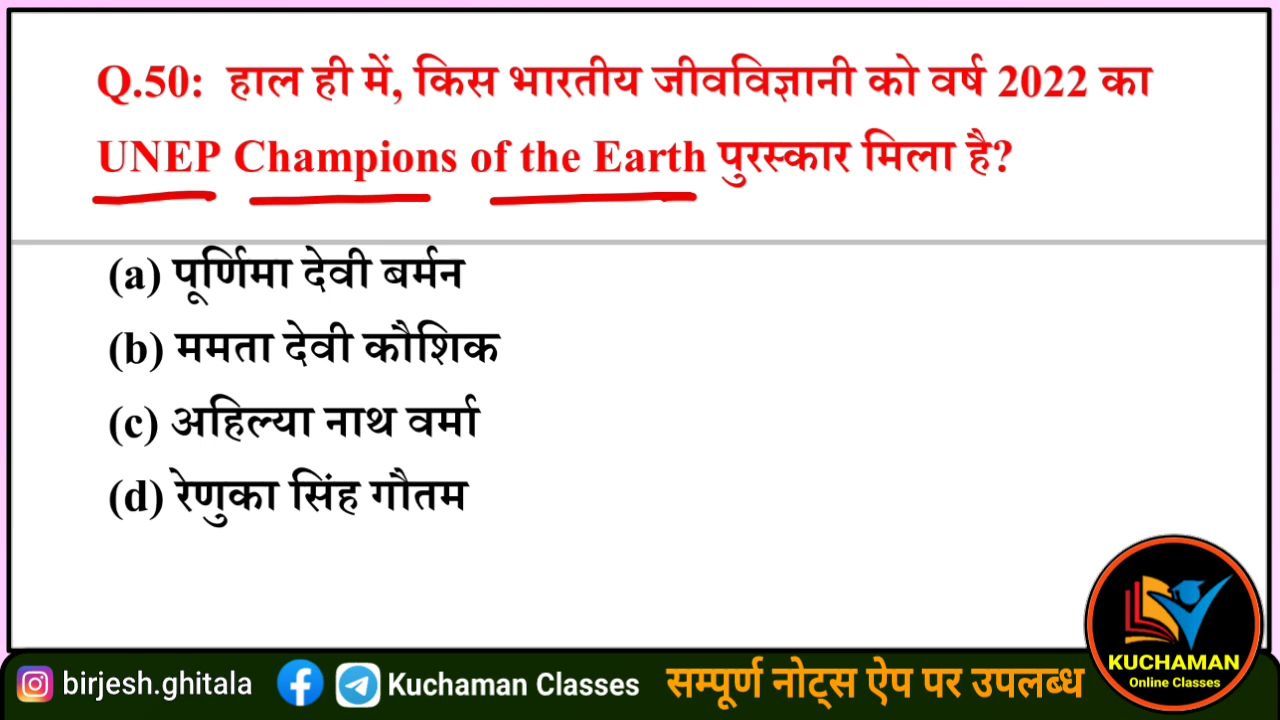 Q.50: हाल ही में, किस भारतीय जीवविज्ञानी को वर्ष 2022 का
UNEP Champions of the Earth पुरस्कार मिला है?
(a) पूर्णिमा देवी बर्मन
(b) ममता देवी कौशिक
(c) अहिल्या नाथ वर्मा
(d) रेणुका सिंह गौतम
KUCHAMAN
Online Classes
birjesh.ghitala Kuchaman Classes सम्पूर्ण नोट्स ऐप पर उपलब्ध